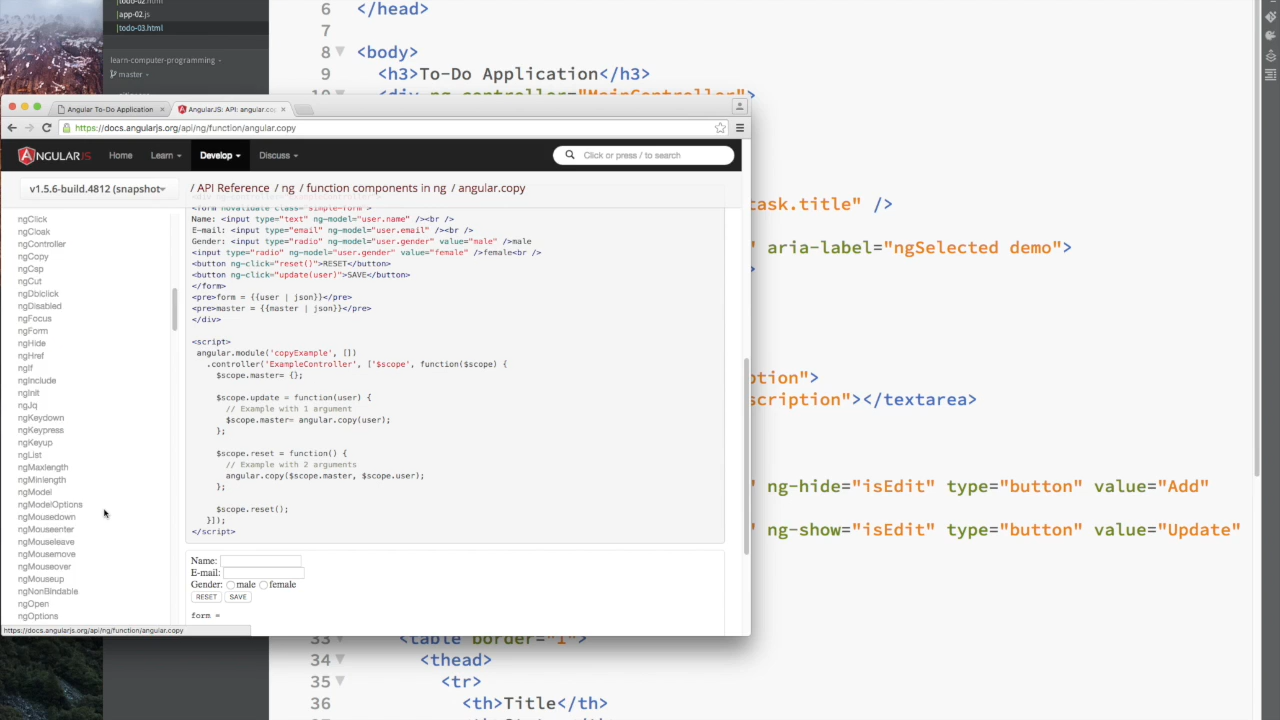 todo-02.html
app-02.js
todo-03.html
learn-computer-programming
master
6 </head>
7
8 <body>
9 <h3>To-Do Application</h3>
10 <div ng-controller="MainController">
Angular To-Do Application
AngularJS: API: angular.cop
https://docs.angularjs.org/api/ng/function/angular.copy
ANGULARJS
Home
Learn
Develop
Discuss
Click or press / to search
v1.5.6-build.4812 (snapshot
/ API Reference / ng / function components in ng / angular.copy
ngClick
ngCloak
ngController
ngCopy
ngCsp
ngCut
ngDblclick
ngDisabled
ngFocus
ngForm
ngHide
ngHref
ngIf
ngInclude
ngInit
ngJq
ngKeydown
ngKeypress
ngKeyup
ngList
ngMaxlength
ngMinlength
ngModel
ngModelOptions
ngMousedown
ngMouseenter
ngMouseleave
ngMousemove
ngMouseover
ngMouseup
ngNonBindable
ngOpen
ngOptions
https://docs.angularjs.org/api/ng/function/angular.copy
<form novalidate class="simple-form">
Name: <input type="text" ng-model="user.name" /><br />
E-mail: <input type="email" ng-model="user.email" /><br />
Gender: <input type="radio" ng-model="user.gender" value="male" />male
<input type="radio" ng-model="user.gender" value="female" />female<br />
<button ng-click="reset()">RESET</button>
<button ng-click="update(user)">SAVE</button>
</form>
<pre>form = {{user | json}}</pre>
<pre>master = {{master | json}}</pre>
</div>
<script>
angular.module('copyExample', [])
.controller('ExampleController', ['$scope', function($scope) {
$scope.master= {};
$scope.update = function(user) {
// Example with 1 argument
$scope.master= angular.copy(user);
};
$scope.reset = function() {
// Example with 2 arguments
angular.copy($scope.master, $scope.user);
};
$scope.reset();
}]);
</script>
Name:
E-mail:
Gender: male female
RESET SAVE
form =
task.title" />
" aria-label="ngSelected demo">
>
ption">
scription"></textarea>
" ng-hide="isEdit" type="button" value="Add"
" ng-show="isEdit" type="button" value="Update"
33 <table border="1">
34 <thead>
35 <tr>
36 <th>Title</th>